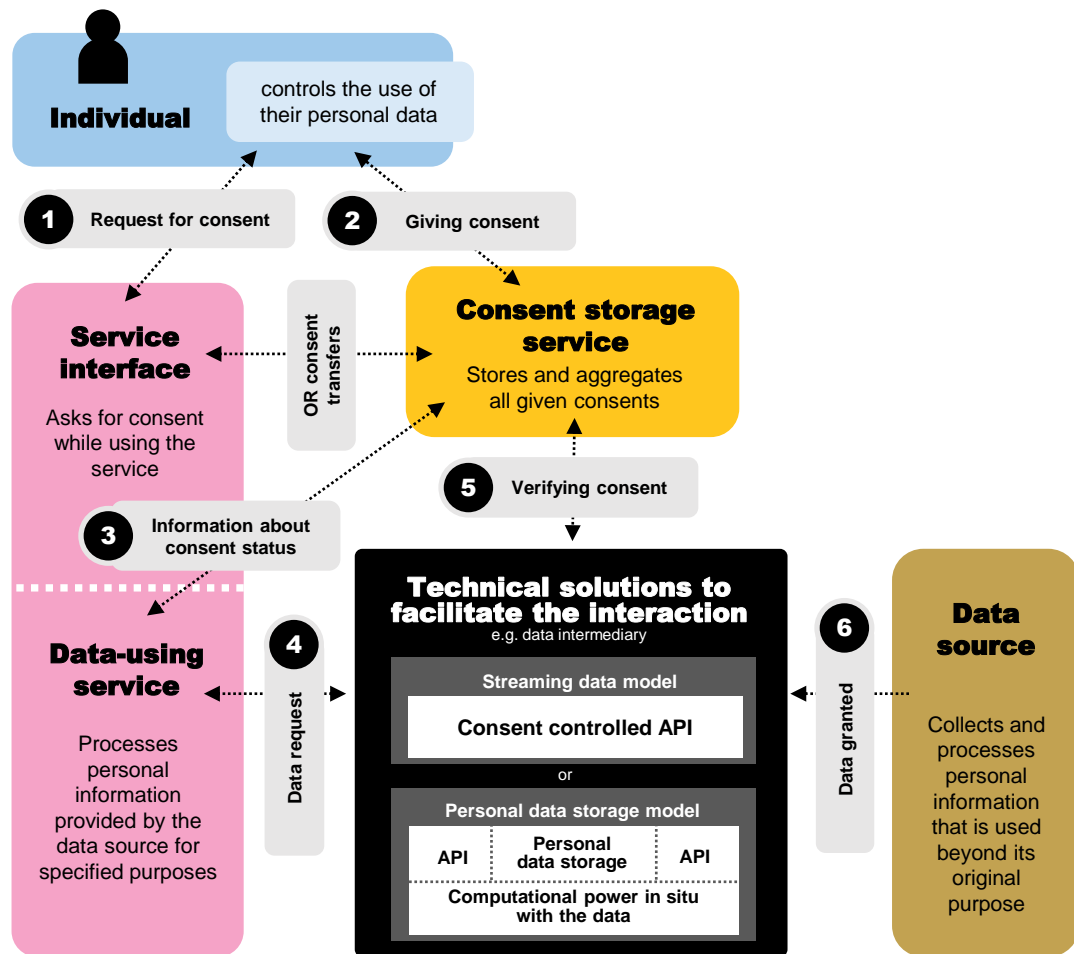 Individual
controls the use of
their personal data
1
Request for consent
2
Giving consent
Service
interface
Asks for consent
while using the
service
OR consent
transfers
Consent storage
service
Stores and aggregates
all given consents
3
Information about
consent status
5
Verifying consent
Data-using
service
Processes
personal
information
provided by the
data source for
specified purposes
4
Data request
Technical solutions to
facilitate the interaction
e.g. data intermediary
Streaming data model
Consent controlled API
or
Personal data storage model
API
Personal
data storage
API
Computational power in situ
with the data
6
Data granted
Data
source
Collects and
processes
personal
information
that is used
beyond its
original
purpose